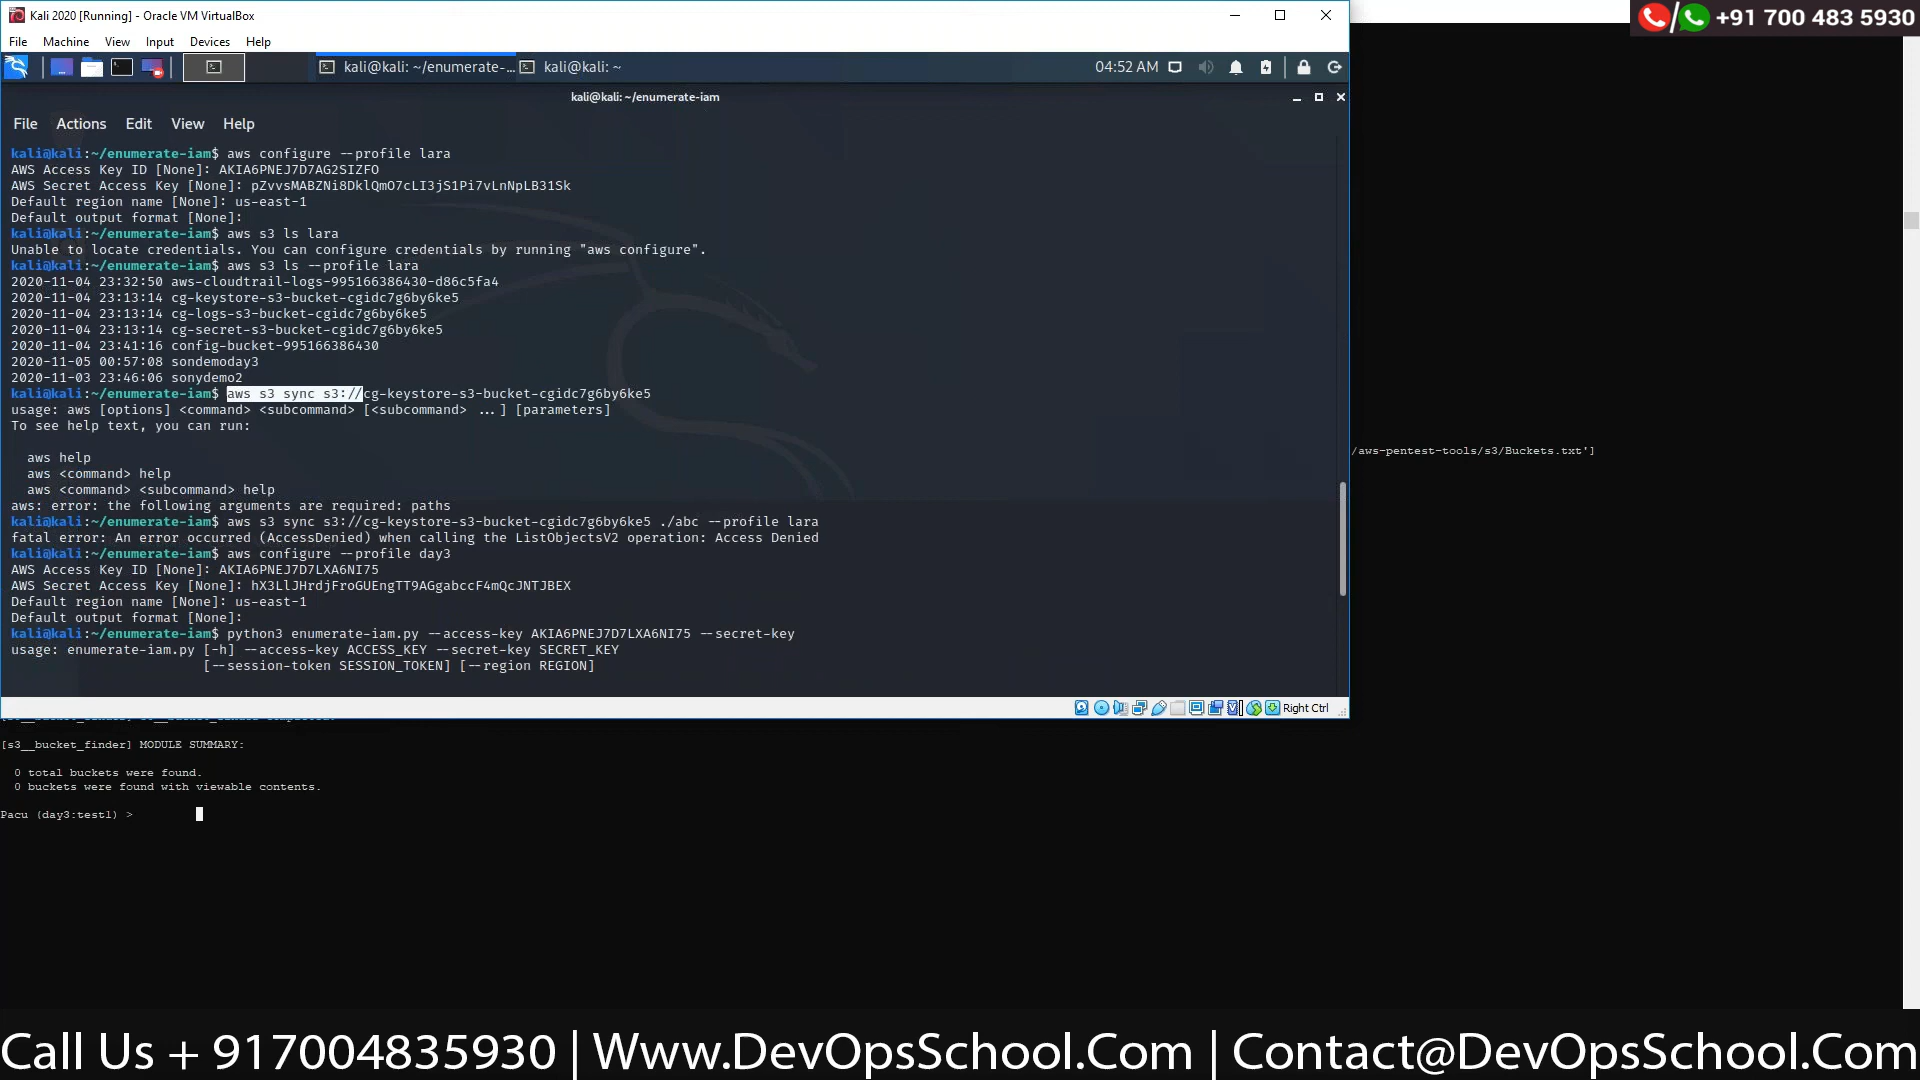 Kali 2020 [Running] - Oracle VM VirtualBox
+91 700 483 5930
File Machine View Input Devices Help
kali@kali: ~/enumerate-...
kali@kali: ~
04:52 AM
kali@kali: ~/enumerate-iam
File Actions Edit View Help
kali@kali:~/enumerate-iam$ aws configure --profile lara
AWS Access Key ID [None]: AKIA6PNEJ7D7AG2SIZFO
AWS Secret Access Key [None]: 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
Default region name [None]: us-east-1
Default output format [None]:
kali@kali:~/enumerate-iam$ aws s3 ls lara
Unable to locate credentials. You can configure credentials by running "aws configure".
kali@kali:~/enumerate-iam$ aws s3 ls --profile lara
2020-11-04 23:32:50 aws-cloudtrail-logs-995166386430-d86c5fa4
2020-11-04 23:13:14 cg-keystore-s3-bucket-cgidc7g6by6ke5
2020-11-04 23:13:14 cg-logs-s3-bucket-cgidc7g6by6ke5
2020-11-04 23:13:14 cg-secret-s3-bucket-cgidc7g6by6ke5
2020-11-04 23:41:16 config-bucket-995166386430
2020-11-05 00:57:08 sondemoday3
2020-11-03 23:46:06 sonydemo2
kali@kali:~/enumerate-iam$ aws s3 sync s3://cg-keystore-s3-bucket-cgidc7g6by6ke5
usage: aws [options] <command> <subcommand> [<subcommand> ...] [parameters]
To see help text, you can run:
aws help
aws <command> help
aws <command> <subcommand> help
aws: error: the following arguments are required: paths
kali@kali:~/enumerate-iam$ aws s3 sync s3://cg-keystore-s3-bucket-cgidc7g6by6ke5 ./abc --profile lara
fatal error: An error occurred (AccessDenied) when calling the ListObjectsV2 operation: Access Denied
kali@kali:~/enumerate-iam$ aws configure --profile day3
AWS Access Key ID [None]: AKIA6PNEJ7D7LXA6NI75
AWS Secret Access Key [None]: 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
Default region name [None]: us-east-1
Default output format [None]:
kali@kali:~/enumerate-iam$ python3 enumerate-iam.py --access-key AKIA6PNEJ7D7LXA6NI75 --secret-key
usage: enumerate-iam.py [-h] --access-key ACCESS_KEY --secret-key SECRET_KEY
[--session-token SESSION_TOKEN] [--region REGION]
/aws-pentest-tools/s3/Buckets.txt']
Right Ctrl
[s3__bucket_finder] MODULE SUMMARY:
0 total buckets were found.
0 buckets were found with viewable contents.
Pacu (day3:test1) >
Call Us + 917004835930 | Www.DevOpsSchool.Com | Contact@DevOpsSchool.Com